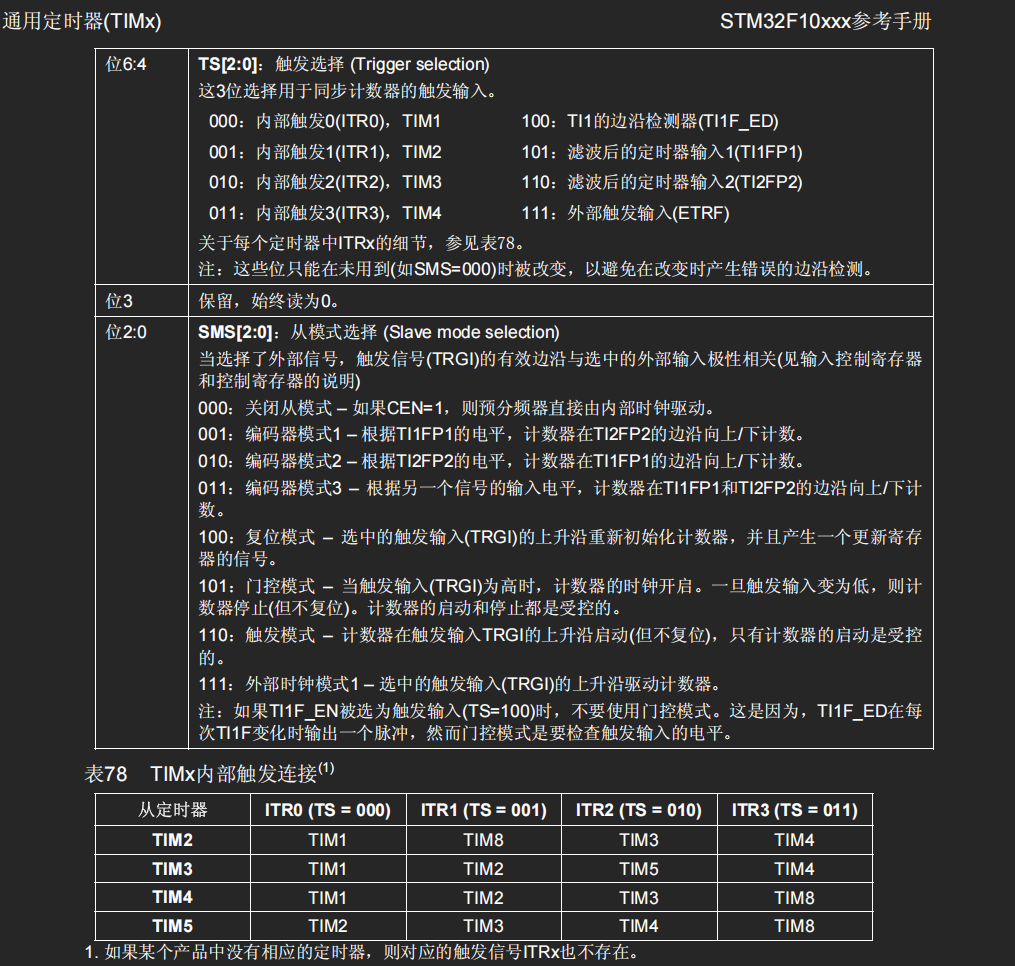 通用定时器(TIMx) STM32F10xxx参考手册
位6:4 TS[2:0]：触发选择 (Trigger selection)
这3位选择用于同步计数器的触发输入。
000：内部触发0(ITR0)，TIM1 100：TI1的边沿检测器(TI1F_ED)
001：内部触发1(ITR1)，TIM2 101：滤波后的定时器输入1(TI1FP1)
010：内部触发2(ITR2)，TIM3 110：滤波后的定时器输入2(TI2FP2)
011：内部触发3(ITR3)，TIM4 111：外部触发输入(ETRF)
关于每个定时器中ITRx的细节，参见表78。
注：这些位只能在未用到(如SMS=000)时被改变，以避免在改变时产生错误的边沿检测。
位3 保留，始终读为0。
位2:0 SMS[2:0]：从模式选择 (Slave mode selection)
当选择了外部信号，触发信号(TRGI)的有效边沿与选中的外部输入极性相关(见输入控制寄存器
和控制寄存器的说明)
000：关闭从模式 – 如果CEN=1，则预分频器直接由内部时钟驱动。
001：编码器模式1 – 根据TI1FP1的电平，计数器在TI2FP2的边沿向上/下计数。
010：编码器模式2 – 根据TI2FP2的电平，计数器在TI1FP1的边沿向上/下计数。
011：编码器模式3 – 根据另一个信号的输入电平，计数器在TI1FP1和TI2FP2的边沿向上/下计
数。
100：复位模式 – 选中的触发输入(TRGI)的上升沿重新初始化计数器，并且产生一个更新寄存
器的信号。
101：门控模式 – 当触发输入(TRGI)为高时，计数器的时钟开启。一旦触发输入变为低，则计
数器停止(但不复位)。计数器的启动和停止都是受控的。
110：触发模式 – 计数器在触发输入TRGI的上升沿启动(但不复位)，只有计数器的启动是受控
的。
111：外部时钟模式1 – 选中的触发输入(TRGI)的上升沿驱动计数器。
注：如果TI1F_EN被选为触发输入(TS=100)时，不要使用门控模式。这是因为，TI1F_ED在每
次TI1F变化时输出一个脉冲，然而门控模式是要检查触发输入的电平。
表78 TIMx内部触发连接(1)
从定时器 ITR0 (TS = 000) ITR1 (TS = 001) ITR2 (TS = 010) ITR3 (TS = 011)
TIM2 TIM1 TIM8 TIM3 TIM4
TIM3 TIM1 TIM2 TIM5 TIM4
TIM4 TIM1 TIM2 TIM3 TIM8
TIM5 TIM2 TIM3 TIM4 TIM8
1. 如果某个产品中没有相应的定时器，则对应的触发信号ITRx也不存在。